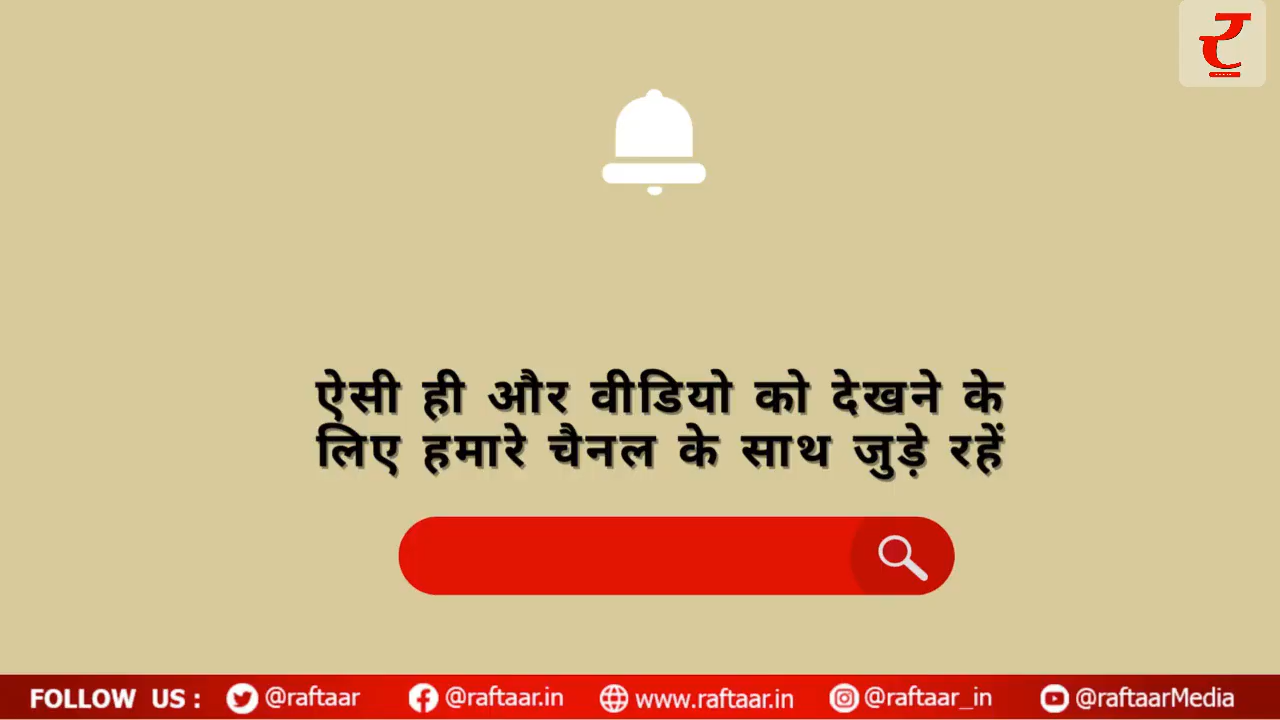 ऐसी ही और वीडियो को देखने के
लिए हमारे चैनल के साथ जुड़े रहें
FOLLOW US : @raftaar @raftaar.in www.raftaar.in @raftaar_in @raftaarMedia